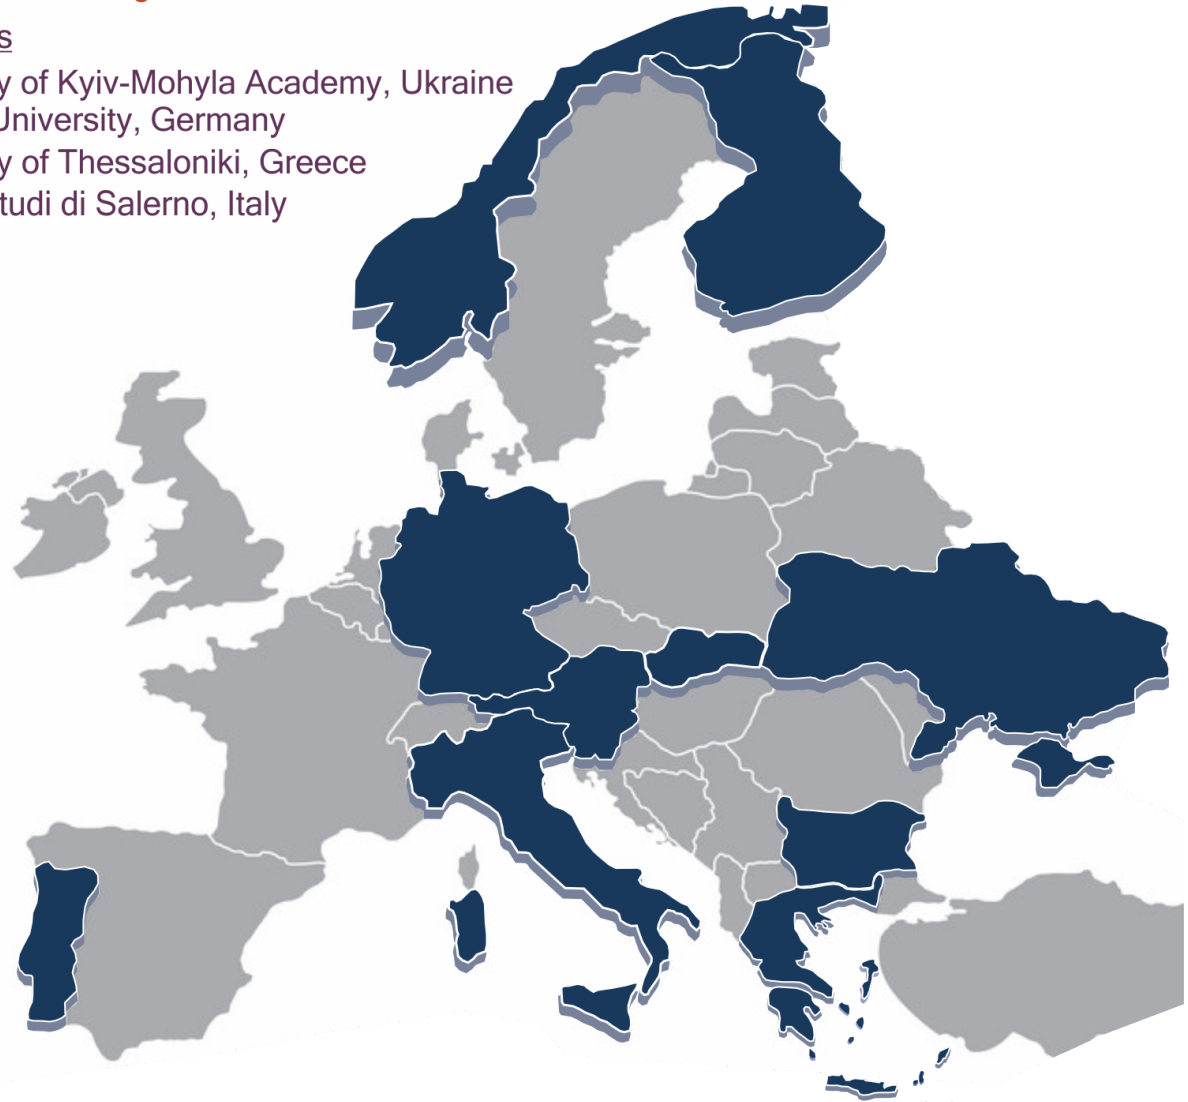 s
y of Kyiv-Mohyla Academy, Ukraine
University, Germany
y of Thessaloniki, Greece
tudi di Salerno, Italy